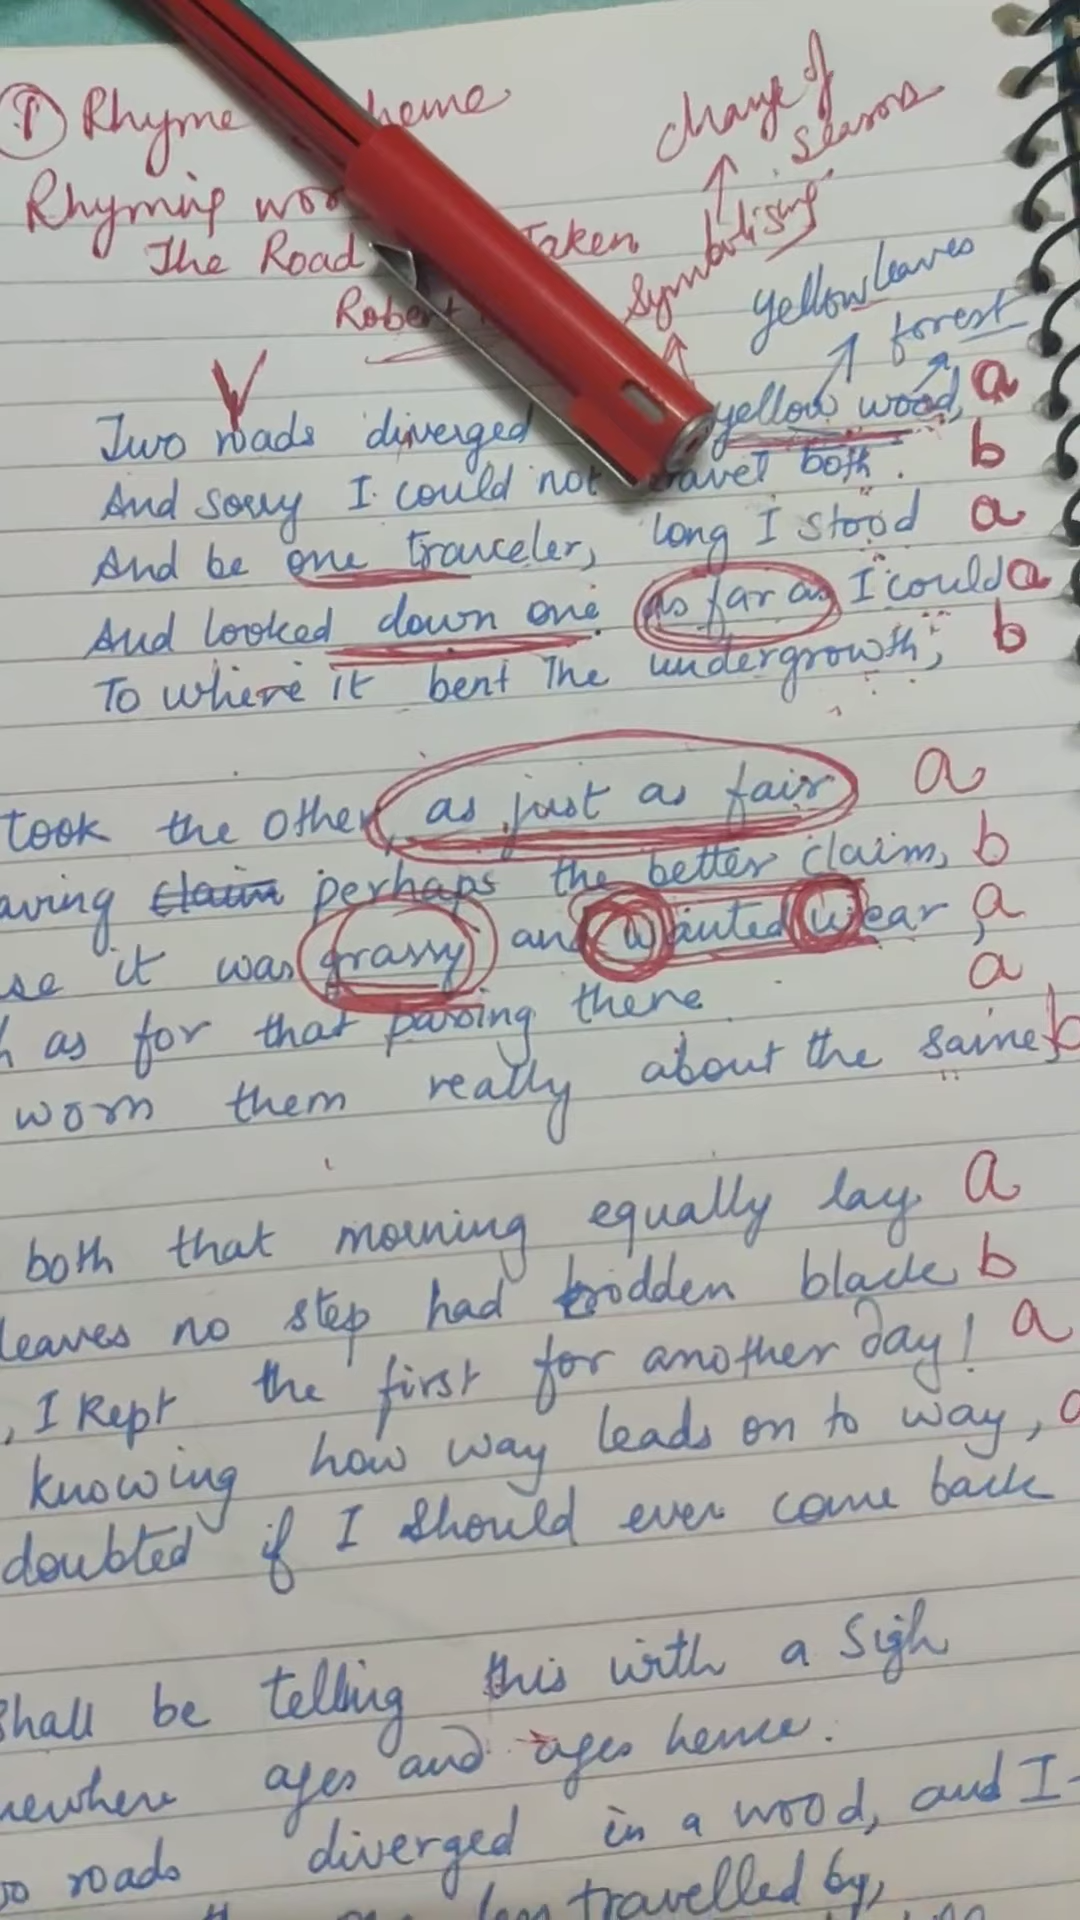 ① Rhyme heme
Rhyming wor
The Road Taken
Robert
change of
seasons
Symbolising
yellow leaves
forest
Two roads diverged yellow wood, a
And sorry I could not travel both. b
And be one traveler, long I stood a
And looked down one as far as I could a
To where it bent The undergrowth; b
took the other, as just as fair a
aving claim perhaps the better claim, b
se it was grassy and wanted wear, a
h as for that passing there a
worn them really about the same, b
both that morning equally lay a
leaves no step had trodden black b
, I kept the first for another day! a
knowing how way leads on to way, a
doubted if I should ever come back
shall be telling this with a sigh
mewhere ages and ages hence.
wo roads diverged in a wood, and I-
less travelled by,